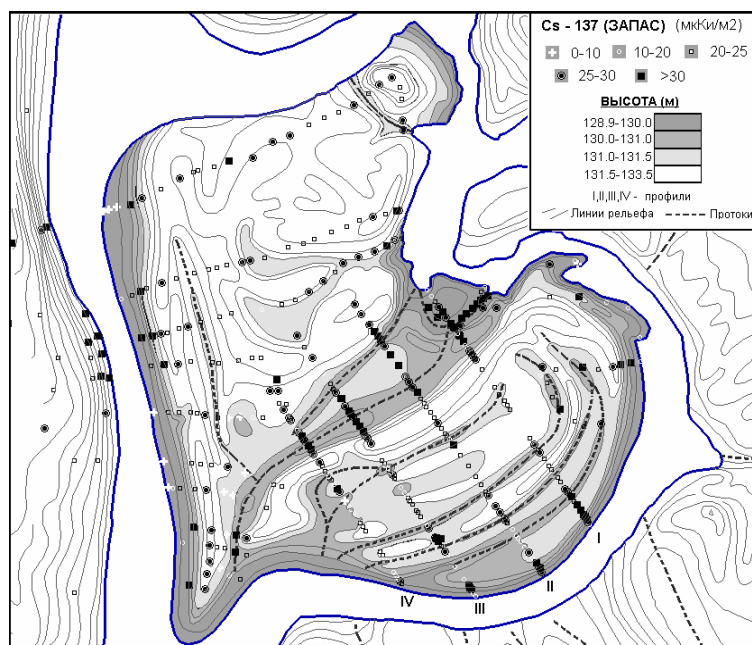 Cs - 137 (ЗАПАС) (мкКи/м2)
0-10 10-20 20-25
25-30 >30
ВЫСОТА (м)
128.9-130.0
130.0-131.0
131.0-131.5
131.5-133.5
I,II,III,IV - профили
Линии рельефа Протоки
I
II
III
IV